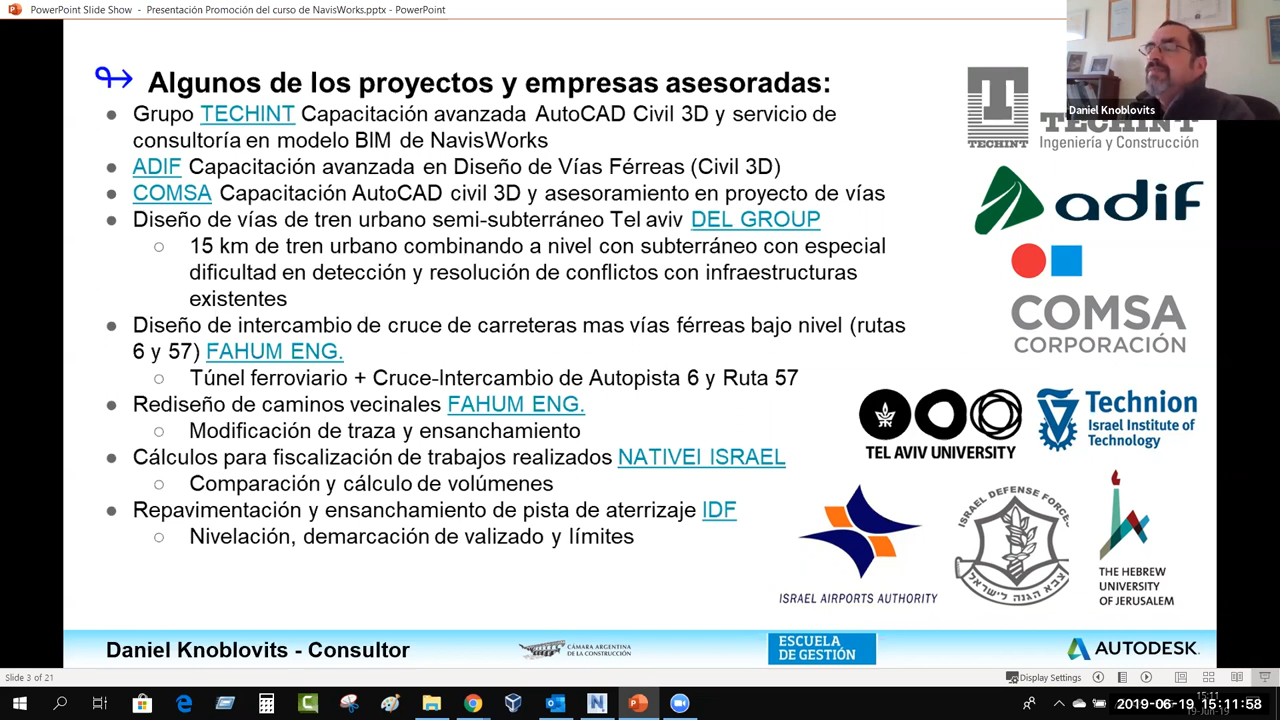 PowerPoint Slide Show - Presentación Promoción del curso de NavisWorks.pptx - PowerPoint
Daniel Knoblovits
Algunos de los proyectos y empresas asesoradas:
Grupo TECHINT Capacitación avanzada AutoCAD Civil 3D y servicio de
consultoría en modelo BIM de NavisWorks
ADIF Capacitación avanzada en Diseño de Vías Férreas (Civil 3D)
COMSA Capacitación AutoCAD civil 3D y asesoramiento en proyecto de vías
Diseño de vías de tren urbano semi-subterráneo Tel aviv DEL GROUP
15 km de tren urbano combinando a nivel con subterráneo con especial
dificultad en detección y resolución de conflictos con infraestructuras
existentes
Diseño de intercambio de cruce de carreteras mas vías férreas bajo nivel (rutas
6 y 57) FAHUM ENG.
Túnel ferroviario + Cruce-Intercambio de Autopista 6 y Ruta 57
Rediseño de caminos vecinales FAHUM ENG.
Modificación de traza y ensanchamiento
Cálculos para fiscalización de trabajos realizados NATIVEI ISRAEL
Comparación y cálculo de volúmenes
Repavimentación y ensanchamiento de pista de aterrizaje IDF
Nivelación, demarcación de valizado y límites
TECHINT
TECHINT
Ingeniería y Construcción
adif
COMSA
CORPORACIÓN
TEL AVIV UNIVERSITY
Technion
Israel Institute of
Technology
ISRAEL AIRPORTS AUTHORITY
ISRAEL DEFENSE FORCES
צבא הגנה לישראל
THE HEBREW
UNIVERSITY
OF JERUSALEM
Daniel Knoblovits - Consultor
CÁMARA ARGENTINA
DE LA CONSTRUCCIÓN
ESCUELA
DE GESTIÓN
AUTODESK.
Slide 3 of 21
Display Settings
15:11
19-Jun-19
2019-06-19 15:11:58